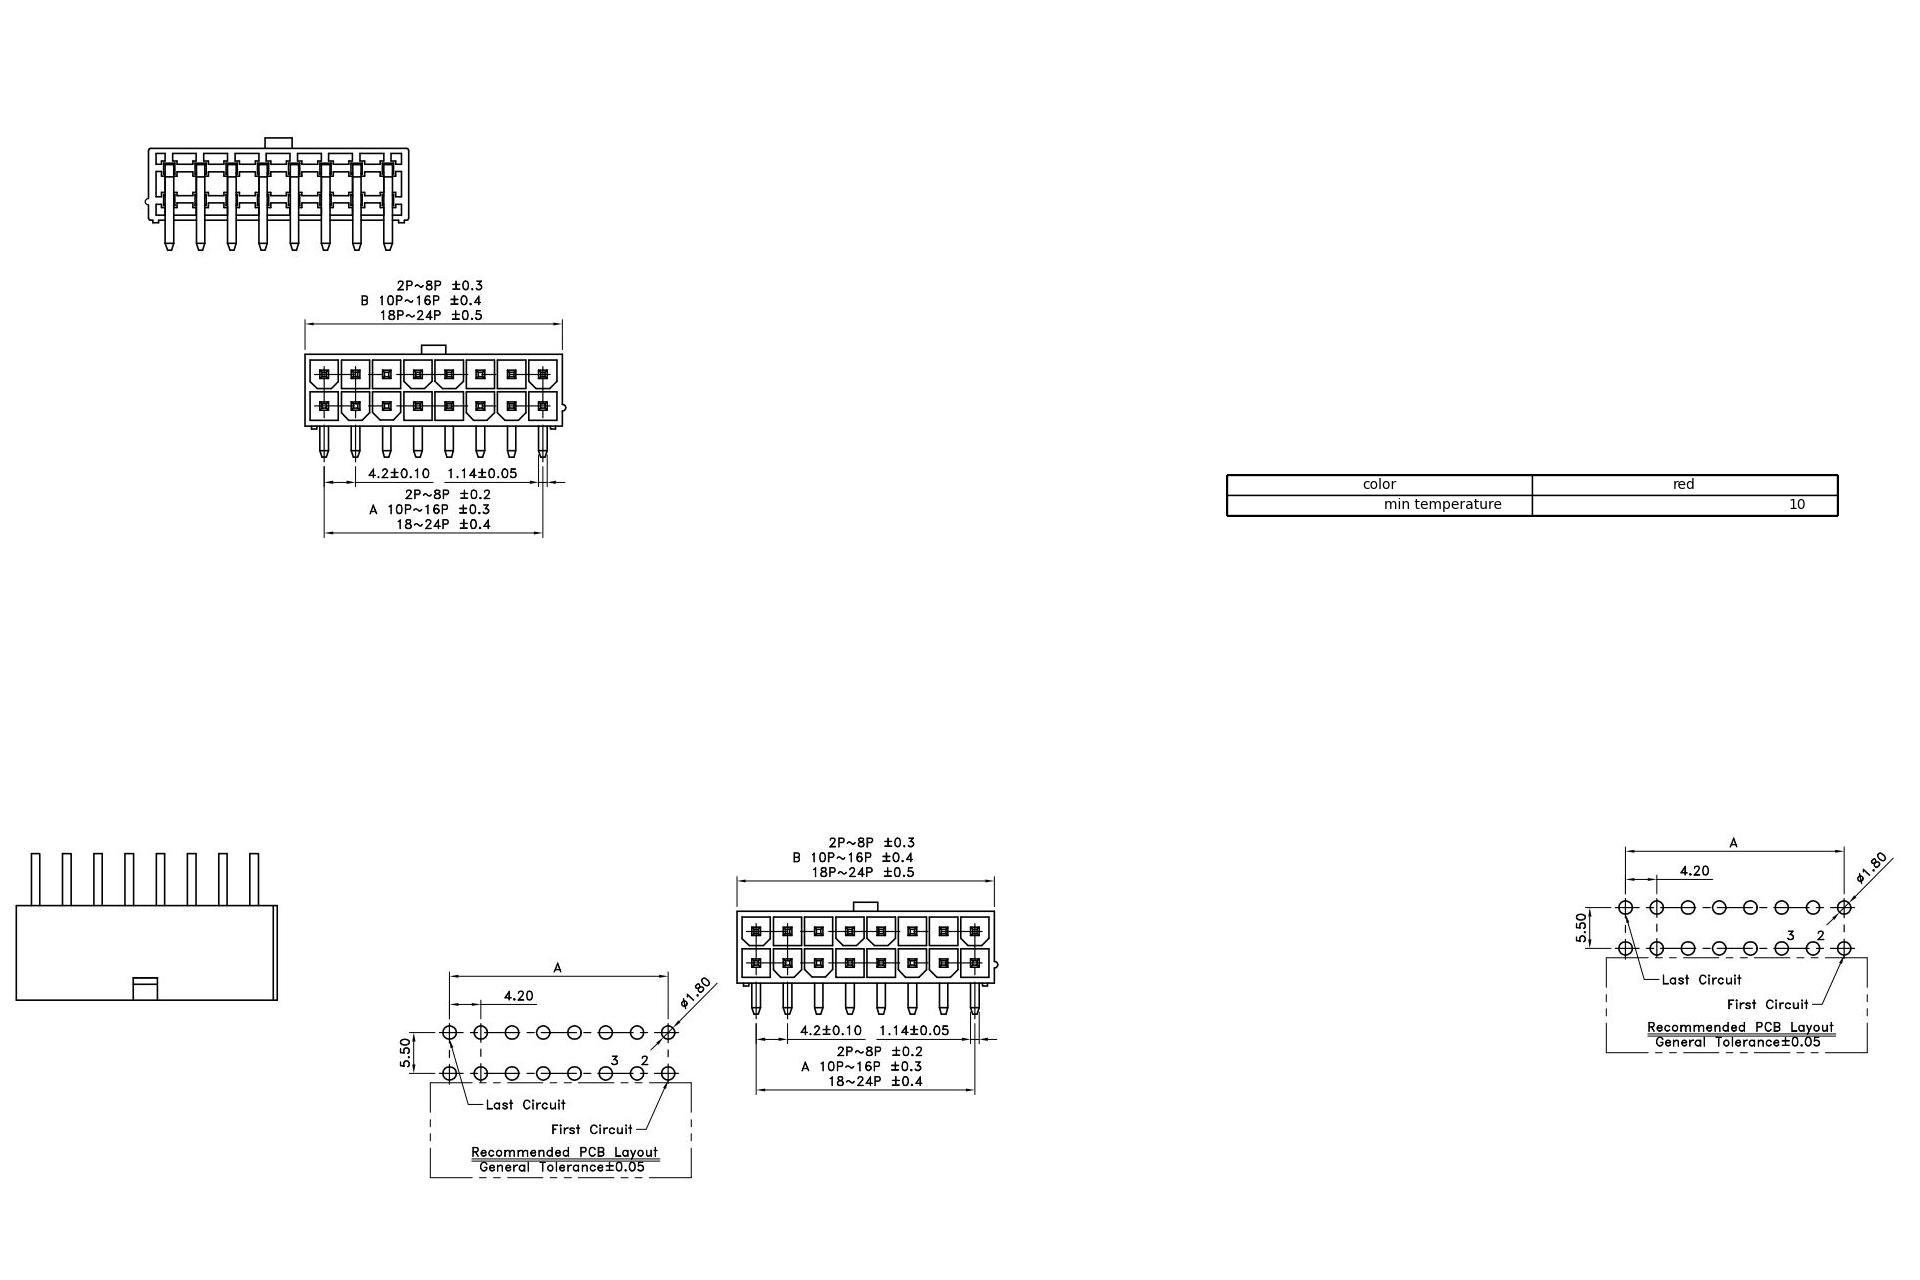 2P~8P ±0.3
B 10P~16P ±0.4
18P~24P ±0.5
4.2±0.10 1.14±0.05
2P~8P ±0.2
A 10P~16P ±0.3
18~24P ±0.4
color red
min temperature 10
2P~8P ±0.3
B 10P~16P ±0.4
18P~24P ±0.5
4.2±0.10 1.14±0.05
2P~8P ±0.2
A 10P~16P ±0.3
18~24P ±0.4
A
4.20
ø1.80
5.50
3 2
Last Circuit
First Circuit
Recommended PCB Layout
General Tolerance±0.05
A
4.20
ø1.80
5.50
3 2
Last Circuit
First Circuit
Recommended PCB Layout
General Tolerance±0.05